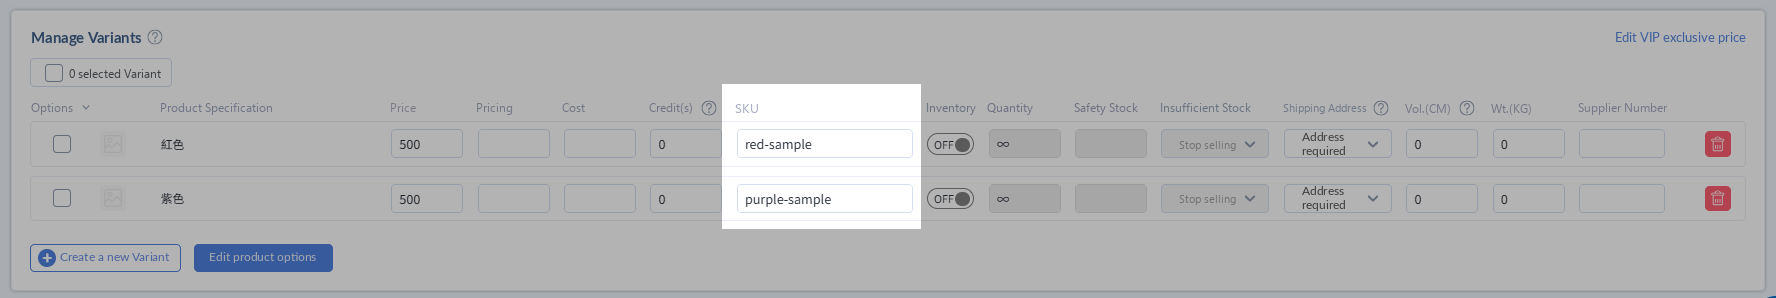 Manage Variants ?
Edit VIP exclusive price
0 selected Variant
Options Product Specification Price Pricing Cost Credit(s) ? SKU Inventory Quantity Safety Stock Insufficient Stock Shipping Address ? Vol.(CM) ? Wt.(KG) Supplier Number
紅色 500 0 red-sample OFF ∞ Stop selling Address required 0 0
紫色 500 0 purple-sample OFF ∞ Stop selling Address required 0 0
Create a new Variant Edit product options